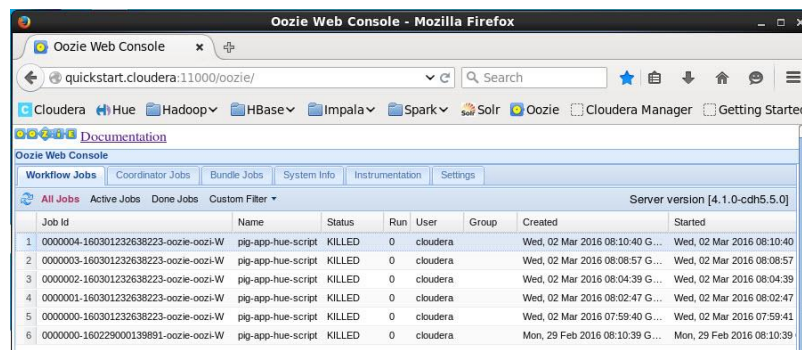 Oozie Web Console - Mozilla Firefox
Oozie Web Console
quickstart.cloudera:11000/oozie/ Search
Cloudera Hue Hadoop HBase Impala Spark Solr Oozie Cloudera Manager Getting Started
OOZIE Documentation
Oozie Web Console
Workflow Jobs Coordinator Jobs Bundle Jobs System Info Instrumentation Settings
All Jobs Active Jobs Done Jobs Custom Filter Server version [4.1.0-cdh5.5.0]
Job Id Name Status Run User Group Created Started
1 0000004-160301232638223-oozie-oozi-W pig-app-hue-script KILLED 0 cloudera Wed, 02 Mar 2016 08:10:40 G... Wed, 02 Mar 2016 08:10:40
2 0000003-160301232638223-oozie-oozi-W pig-app-hue-script KILLED 0 cloudera Wed, 02 Mar 2016 08:08:57 G... Wed, 02 Mar 2016 08:08:57
3 0000002-160301232638223-oozie-oozi-W pig-app-hue-script KILLED 0 cloudera Wed, 02 Mar 2016 08:04:39 G... Wed, 02 Mar 2016 08:04:39
4 0000001-160301232638223-oozie-oozi-W pig-app-hue-script KILLED 0 cloudera Wed, 02 Mar 2016 08:02:47 G... Wed, 02 Mar 2016 08:02:47
5 0000000-160301232638223-oozie-oozi-W pig-app-hue-script KILLED 0 cloudera Wed, 02 Mar 2016 07:59:40 G... Wed, 02 Mar 2016 07:59:41
6 0000000-160229000139891-oozie-oozi-W pig-app-hue-script KILLED 0 cloudera Mon, 29 Feb 2016 08:10:39 G... Mon, 29 Feb 2016 08:10:39